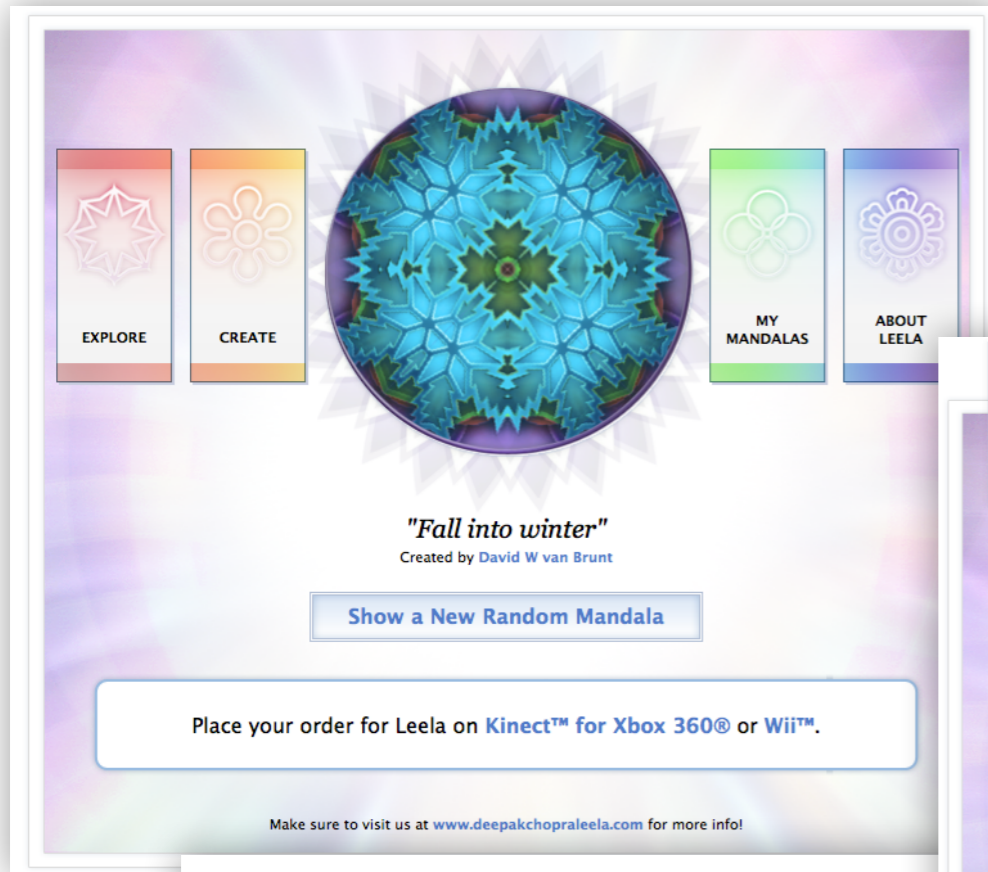 EXPLORE
CREATE
MY
MANDALAS
ABOUT
LEELA
"Fall into winter"
Created by David W van Brunt
Show a New Random Mandala
Place your order for Leela on Kinect™ for Xbox 360® or Wii™.
Make sure to visit us at www.deepakchopraleela.com for more info!